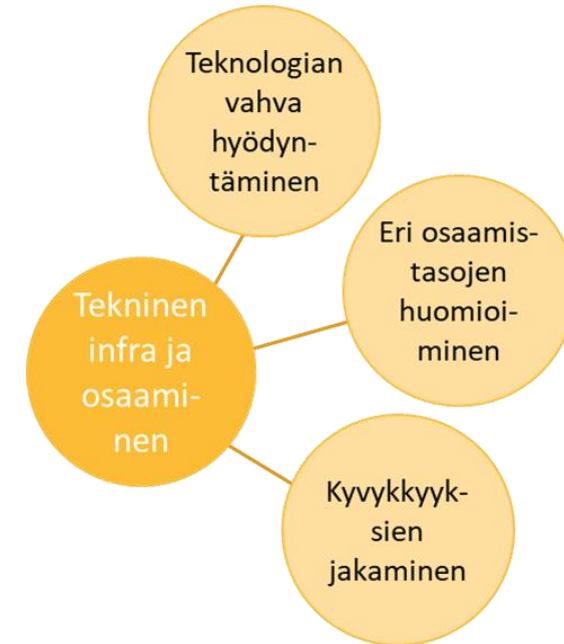 Teknologian
vahva
hyödyn-
täminen
Eri osaamis-
tasojen
huomioi-
minen
Tekninen
infra ja
osaami-
nen
Kyvykkyyk-
sien
jakaminen